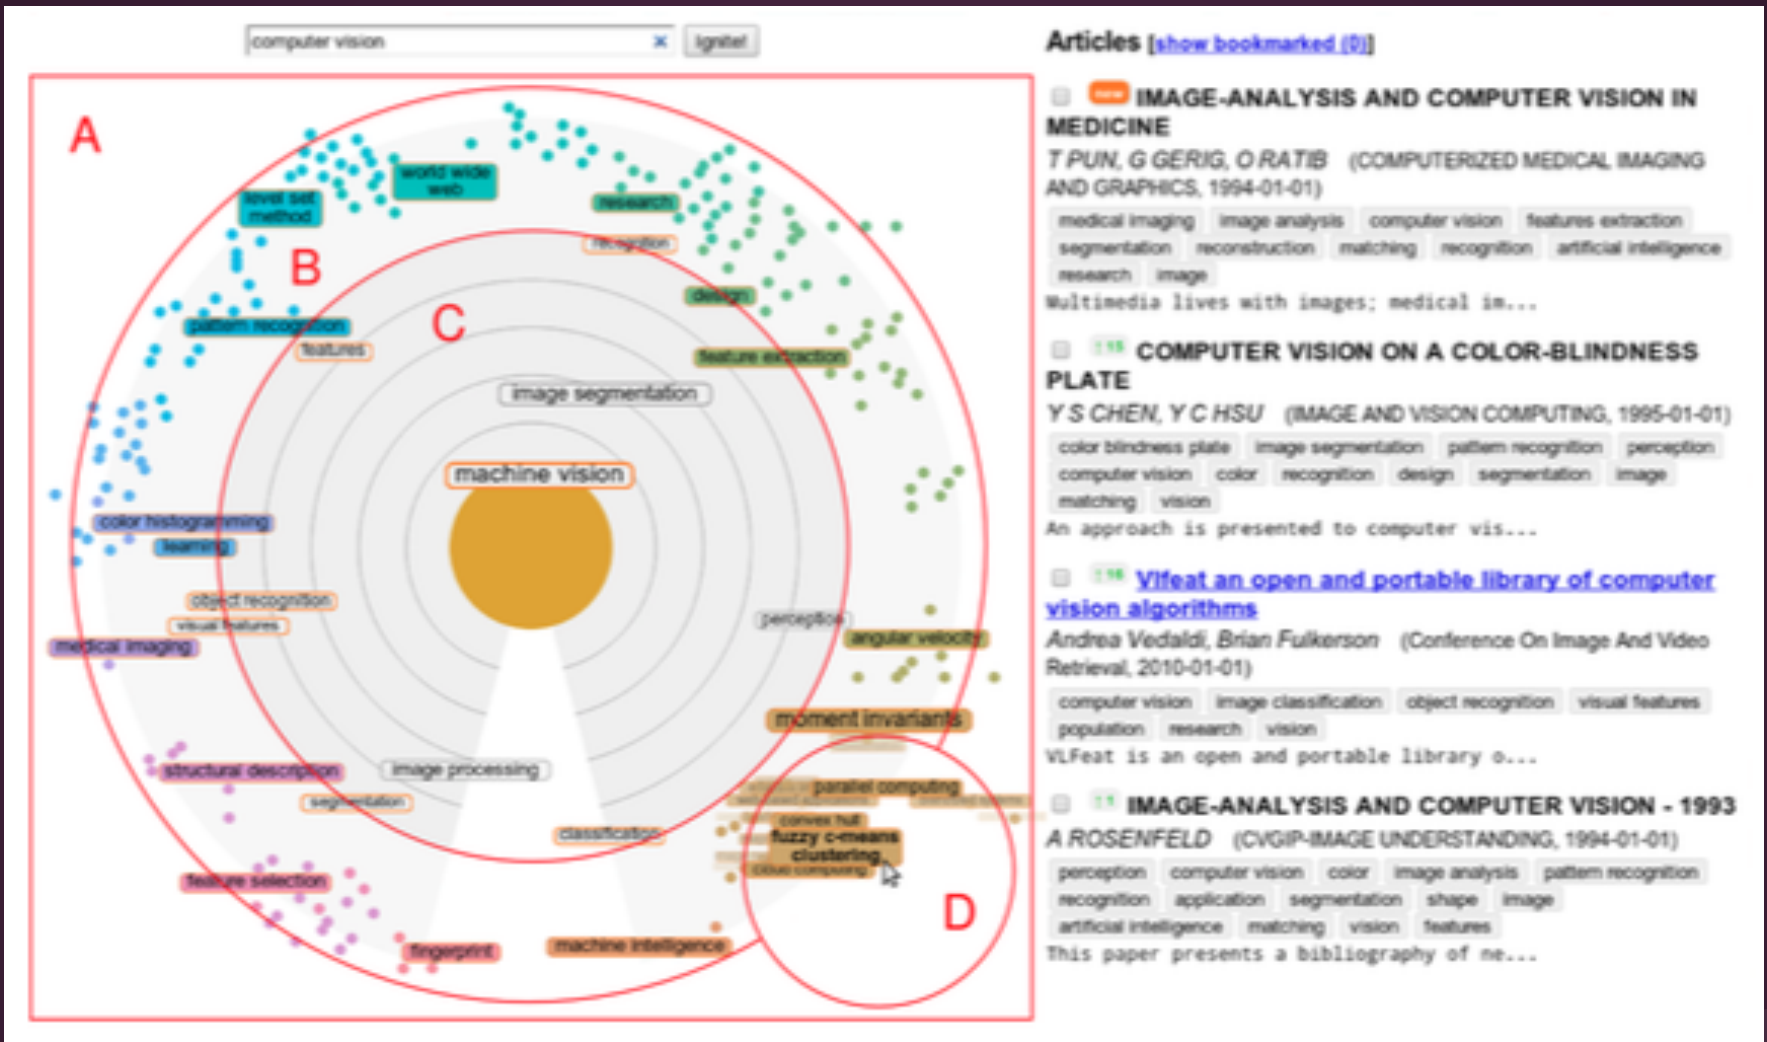 computer vision × Ignite!
A
world wide
web
level set
method
research
recognition
B
design
pattern recognition
C
features
feature extraction
image segmentation
machine vision
color histogramming
learning
object recognition
perception
visual features
angular velocity
medical imaging
moment invariants
structural description
image processing
parallel computing
segmentation
convex hull
classification
fuzzy c-means
clustering
cloud computing
feature selection
D
fingerprint
machine intelligence
Articles [show bookmarked (0)]
new IMAGE-ANALYSIS AND COMPUTER VISION IN
MEDICINE
T PUN, G GERIG, O RATIB (COMPUTERIZED MEDICAL IMAGING
AND GRAPHICS, 1994-01-01)
medical imaging image analysis computer vision features extraction
segmentation reconstruction matching recognition artificial intelligence
research image
Multimedia lives with images; medical im...
↑15 COMPUTER VISION ON A COLOR-BLINDNESS
PLATE
Y S CHEN, Y C HSU (IMAGE AND VISION COMPUTING, 1995-01-01)
color blindness plate image segmentation pattern recognition perception
computer vision color recognition design segmentation image
matching vision
An approach is presented to computer vis...
↑16 Vlfeat an open and portable library of computer
vision algorithms
Andrea Vedaldi, Brian Fulkerson (Conference On Image And Video
Retrieval, 2010-01-01)
computer vision image classification object recognition visual features
population research vision
VLFeat is an open and portable library o...
↑1 IMAGE-ANALYSIS AND COMPUTER VISION - 1993
A ROSENFELD (CVGIP-IMAGE UNDERSTANDING, 1994-01-01)
perception computer vision color image analysis pattern recognition
recognition application segmentation shape image
artificial intelligence matching vision features
This paper presents a bibliography of ne...